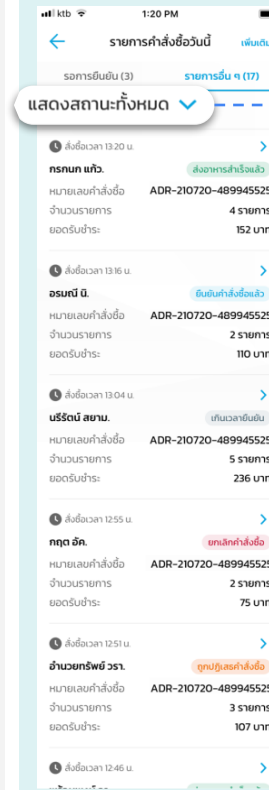 ktb 1:20 PM
รายการคำสั่งซื้อวันนี้ เพิ่มเติม
รอการยืนยัน (3) รายการอื่น ๆ (17)
แสดงสถานะทั้งหมด
สั่งซื้อเวลา 13:20 น.
กรกนก แก้ว. ส่งอาหารสำเร็จแล้ว
หมายเลขคำสั่งซื้อ ADR-210720-489945525
จำนวนรายการ 4 รายการ
ยอดรับชำระ 152 บาท
สั่งซื้อเวลา 13:16 น.
อรมณี นิ. ยืนยันคำสั่งซื้อแล้ว
หมายเลขคำสั่งซื้อ ADR-210720-489945525
จำนวนรายการ 2 รายการ
ยอดรับชำระ: 110 บาท
สั่งซื้อเวลา 13:04 น.
นรีรัตน์ สยาม. เกินเวลายืนยัน
หมายเลขคำสั่งซื้อ ADR-210720-489945525
จำนวนรายการ 5 รายการ
ยอดรับชำระ: 236 บาท
สั่งซื้อเวลา 12:55 น.
กฤต อัค. ยกเลิกคำสั่งซื้อ
หมายเลขคำสั่งซื้อ ADR-210720-489945525
จำนวนรายการ 2 รายการ
ยอดรับชำระ: 75 บาท
สั่งซื้อเวลา 12:51 น.
อำนวยทรัพย์ วรา. ถูกปฏิเสธคำสั่งซื้อ
หมายเลขคำสั่งซื้อ ADR-210720-489945525
จำนวนรายการ 3 รายการ
ยอดรับชำระ: 107 บาท
สั่งซื้อเวลา 12:46 น.